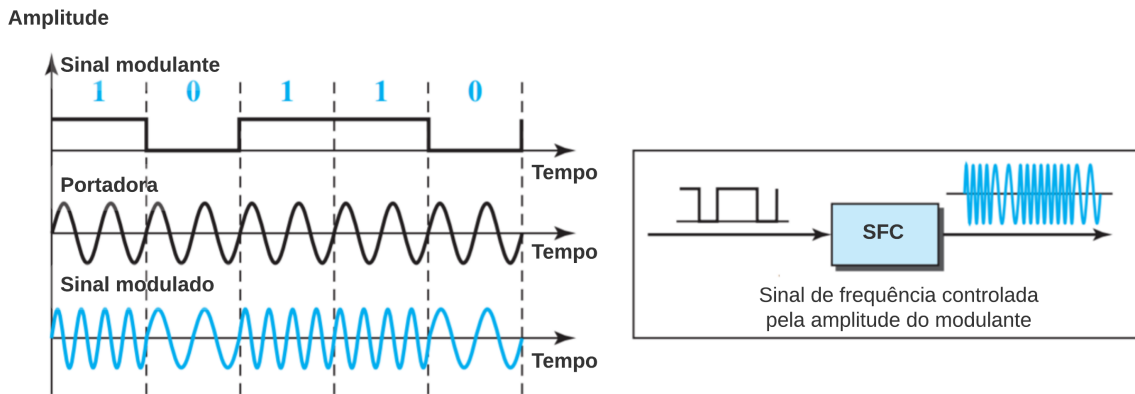 Amplitude
Sinal modulante
1 0 1 1 0
Tempo
Portadora
Tempo
Sinal modulado
Tempo
SFC
Sinal de frequência controlada
pela amplitude do modulante